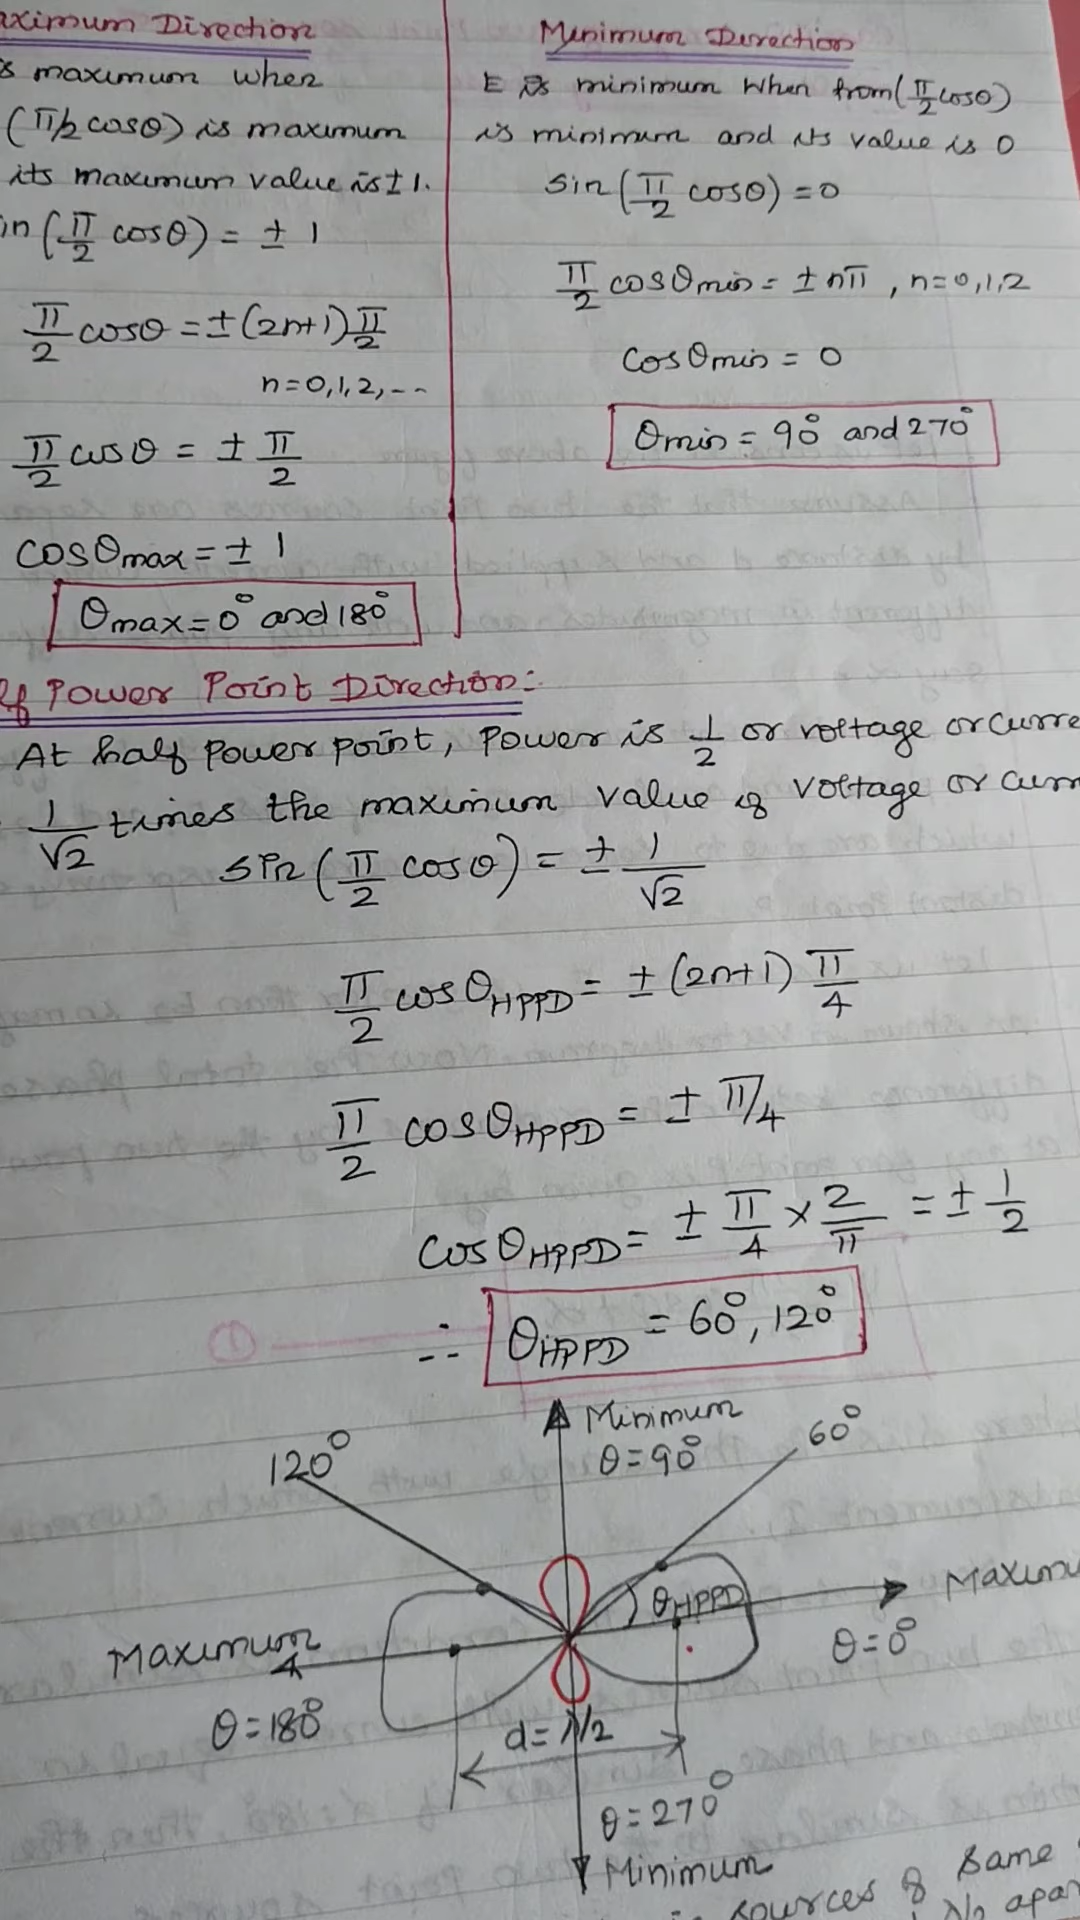 aximum Direction
s maximum when
(π/2 cosθ) is maximum
its maximum value is ± 1.
in (π/2 cosθ) = ± 1
π/2 cosθ = ± (2n+1) π/2
n=0,1,2,--
π/2 cosθ = ± π/2
cosθmax = ± 1
θmax = 0° and 180°
Minimum Direction
E is minimum when from (π/2 cosθ)
is minimum and its value is 0
sin (π/2 cosθ) = 0
π/2 cosθmin = ± nπ , n=0,1,2
cosθmin = 0
θmin = 90° and 270°
lf Power Point Direction:-
At half power point, power is 1/2 or voltage or curre
1/√2 times the maximum value of voltage or curr
sin (π/2 cosθ) = ± 1/√2
π/2 cosθHPPD = ± (2n+1) π/4
π/2 cosθHPPD = ± π/4
cosθHPPD = ± π/4 × 2/π = ± 1/2
∴ θHPPD = 60°, 120°
Minimum
θ = 90°
60°
120°
θHPPD
Maximu
θ = 0°
Maximum
θ = 180°
d = λ/2
θ = 270°
Minimum
sources of same
λ/2 apar